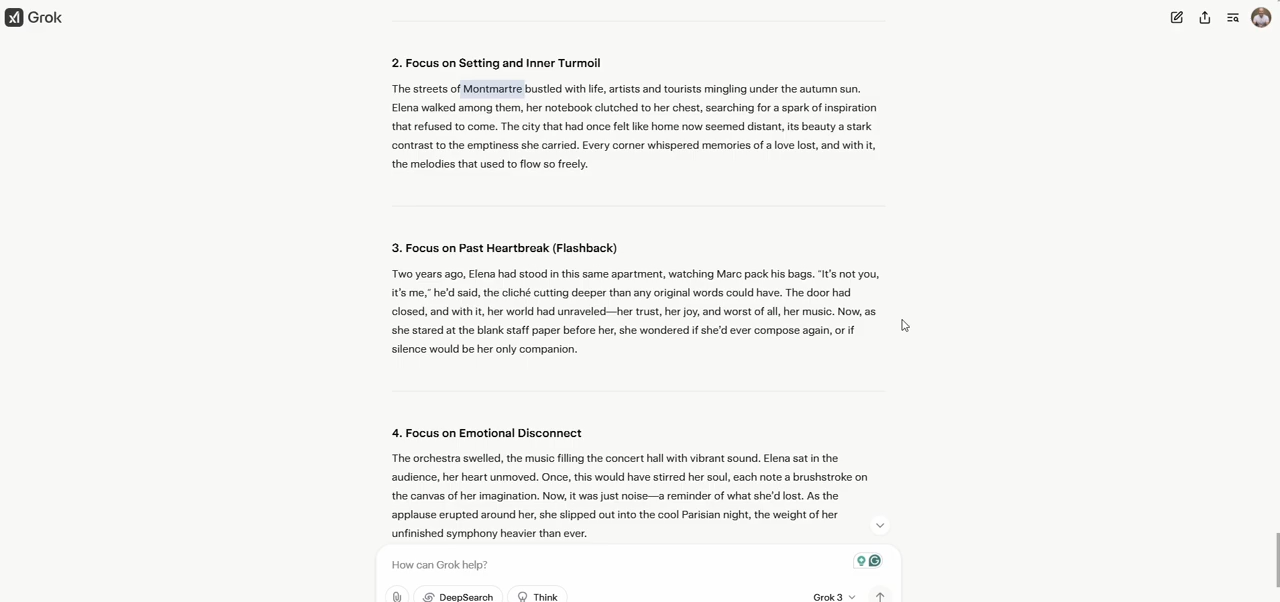 Grok
2. Focus on Setting and Inner Turmoil
The streets of Montmartre bustled with life, artists and tourists mingling under the autumn sun.
Elena walked among them, her notebook clutched to her chest, searching for a spark of inspiration
that refused to come. The city that had once felt like home now seemed distant, its beauty a stark
contrast to the emptiness she carried. Every corner whispered memories of a love lost, and with it,
the melodies that used to flow so freely.
3. Focus on Past Heartbreak (Flashback)
Two years ago, Elena had stood in this same apartment, watching Marc pack his bags. "It's not you,
it's me," he'd said, the cliché cutting deeper than any original words could have. The door had
closed, and with it, her world had unraveled—her trust, her joy, and worst of all, her music. Now, as
she stared at the blank staff paper before her, she wondered if she'd ever compose again, or if
silence would be her only companion.
4. Focus on Emotional Disconnect
The orchestra swelled, the music filling the concert hall with vibrant sound. Elena sat in the
audience, her heart unmoved. Once, this would have stirred her soul, each note a brushstroke on
the canvas of her imagination. Now, it was just noise—a reminder of what she'd lost. As the
applause erupted around her, she slipped out into the cool Parisian night, the weight of her
unfinished symphony heavier than ever.
How can Grok help?
DeepSearch Think Grok 3